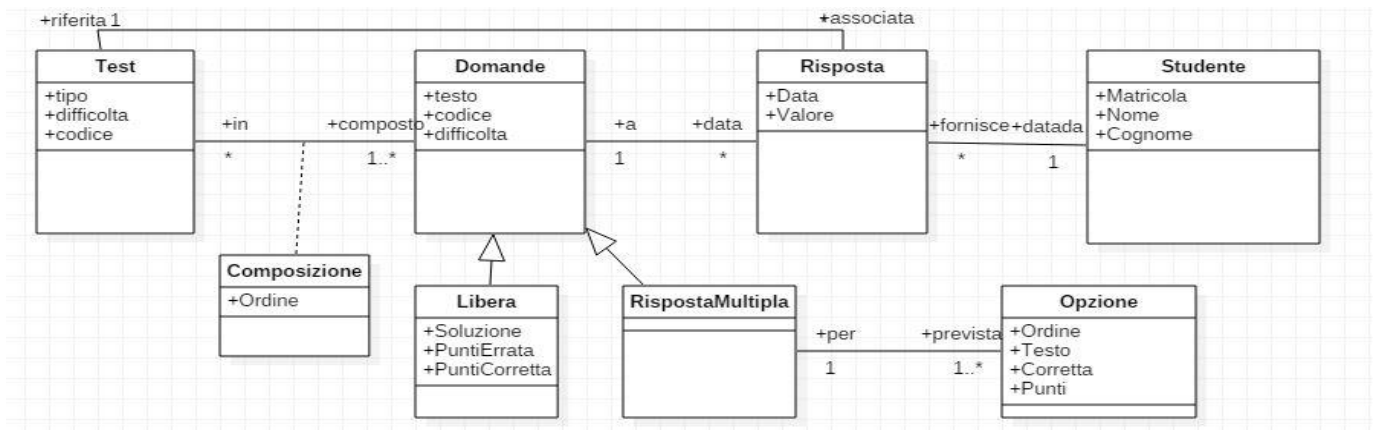 +riferita 1
+associata
Test
+tipo
+difficolta
+codice
+in
*
+composto
1..*
Domande
+testo
+codice
+difficolta
+a
1
+data
*
Risposta
+Data
+Valore
+fornisce
*
+datada
1
Studente
+Matricola
+Nome
+Cognome
Composizione
+Ordine
Libera
+Soluzione
+PuntiErrata
+PuntiCorretta
RispostaMultipla
+per
1
+prevista
1..*
Opzione
+Ordine
+Testo
+Corretta
+Punti